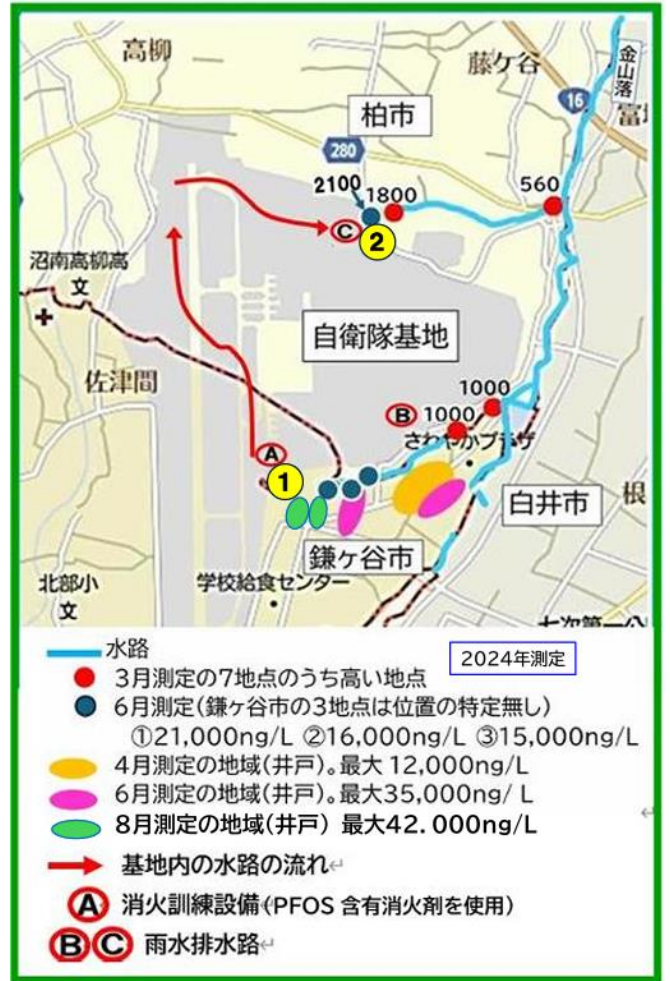 高柳
藤ケ谷
金山落
16
富
柏市
280
2100
1800
560
C
2
沼南高柳高
文
自衛隊基地
佐津間
1000
B
1000
さわやかプラザ
A
1
白井市
根
鎌ヶ谷市
北部小
文
学校給食センター
七次第一公
水路
2024年測定
3月測定の7地点のうち高い地点
6月測定(鎌ヶ谷市の3地点は位置の特定無し)
①21,000ng/L ②16,000ng/L ③15,000ng/L
4月測定の地域(井戸)。最大 12,000ng/L
6月測定の地域(井戸)。最大35,000ng/ L
8月測定の地域(井戸) 最大42.000ng/L
基地内の水路の流れ↵
A 消火訓練設備(PFOS 含有消火剤を使用)
B C 雨水排水路↵